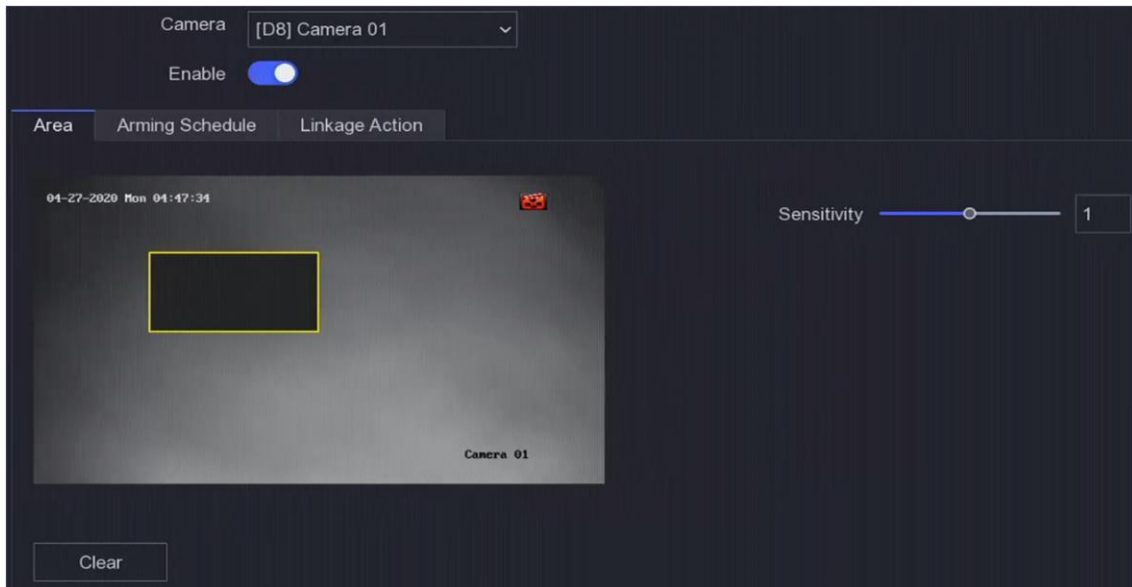 Camera [D8] Camera 01
Enable
Area Arming Schedule Linkage Action
04-27-2020 Mon 04:47:34
Sensitivity 1
Camera 01
Clear